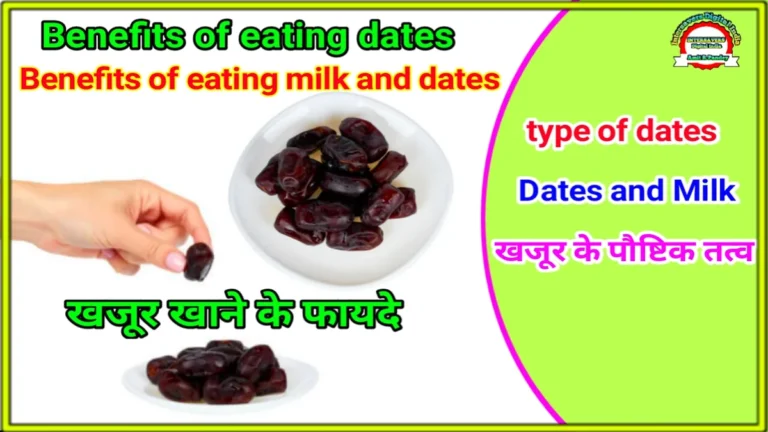 Benefits of eating dates
Benefits of eating milk and dates
type of dates
Dates and Milk
खजूर के पौष्टिक तत्व
खजूर खाने के फायदे